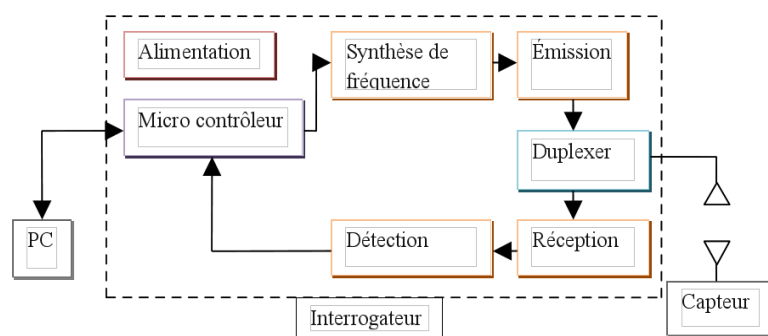 Alimentation
Synthèse de
fréquence
Émission
Micro contrôleur
Duplexer
PC
Détection
Réception
Capteur
Interrogateur